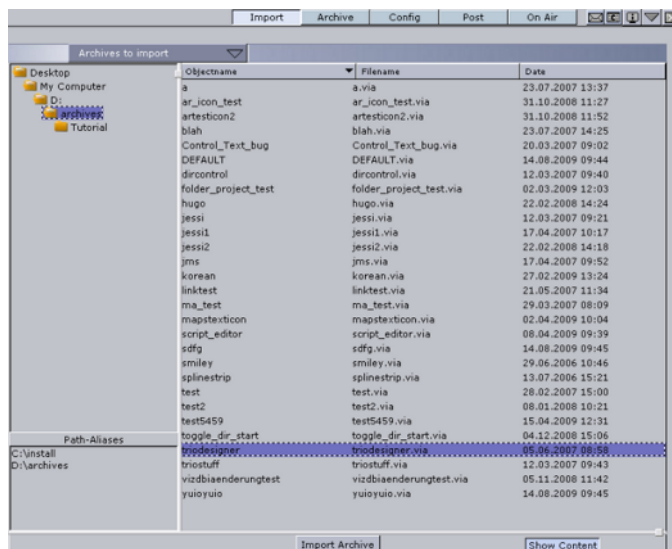 Import Archive Config Post On Air
Archives to import
Desktop
My Computer
D:
archives
Tutorial
Objectname Filename Date
a a.via 23.07.2007 13:37
ar_icon_test ar_icon_test.via 31.10.2008 11:27
artesticon2 artesticon2.via 31.10.2008 11:52
blah blah.via 23.07.2007 14:25
Control_Text_bug Control_Text_bug.via 20.03.2007 09:02
DEFAULT DEFAULT.via 14.08.2009 09:44
dircontrol dircontrol.via 12.03.2007 09:40
folder_project_test folder_project_test.via 02.03.2009 12:03
hugo hugo.via 22.02.2008 14:24
jessi jessi.via 12.03.2007 09:21
jessi1 jessi1.via 17.04.2007 10:17
jessi2 jessi2.via 22.02.2008 14:18
jms jms.via 17.04.2007 09:52
korean korean.via 27.02.2009 13:24
linktest linktest.via 21.05.2007 11:34
ma_test ma_test.via 29.03.2007 08:09
mapstexticon mapstexticon.via 02.04.2009 10:04
script_editor script_editor.via 08.04.2009 09:39
sdfg sdfg.via 14.08.2009 09:45
smiley smiley.via 29.06.2006 10:46
splinestrip splinestrip.via 13.07.2006 15:21
test test.via 28.02.2007 15:00
test2 test2.via 08.01.2008 10:21
test5459 test5459.via 15.04.2009 12:31
toggle_dir_start toggle_dir_start.via 04.12.2008 15:06
triodesigner triodesigner.via 05.06.2007 08:58
triostuff triostuff.via 12.03.2007 09:43
vizdbiaenderungtest vizdbiaenderungtest.via 05.11.2008 11:42
yuioyuio yuioyuio.via 14.08.2009 09:45
Path-Aliases
C:\install
D:\archives
Import Archive Show Content